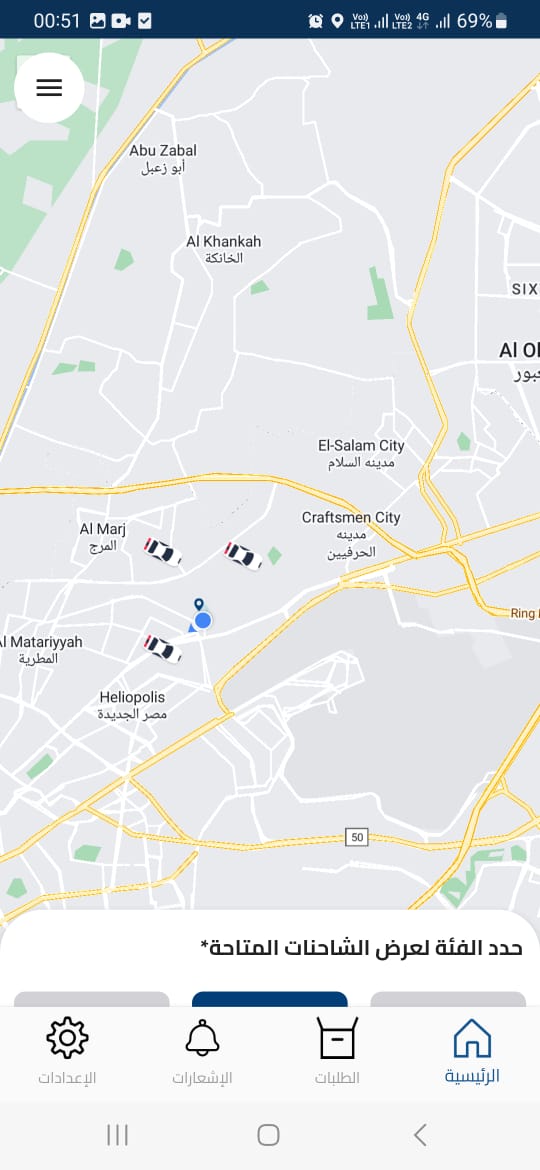 00:51
Vo)) LTE1 Vo)) LTE2 4G 69%
Abu Zabal
أبو زعبل
Al Khankah
الخانكة
SIX
Al Ol
عبور
El-Salam City
مدينه السلام
Craftsmen City
مدينه
الحرفيين
Al Marj
المرج
Ring
Al Matariyyah
المطرية
Heliopolis
مصر الجديدة
50
حدد الفئة لعرض الشاحنات المتاحة*
الرئيسية
الطلبات
الإشعارات
الإعدادات